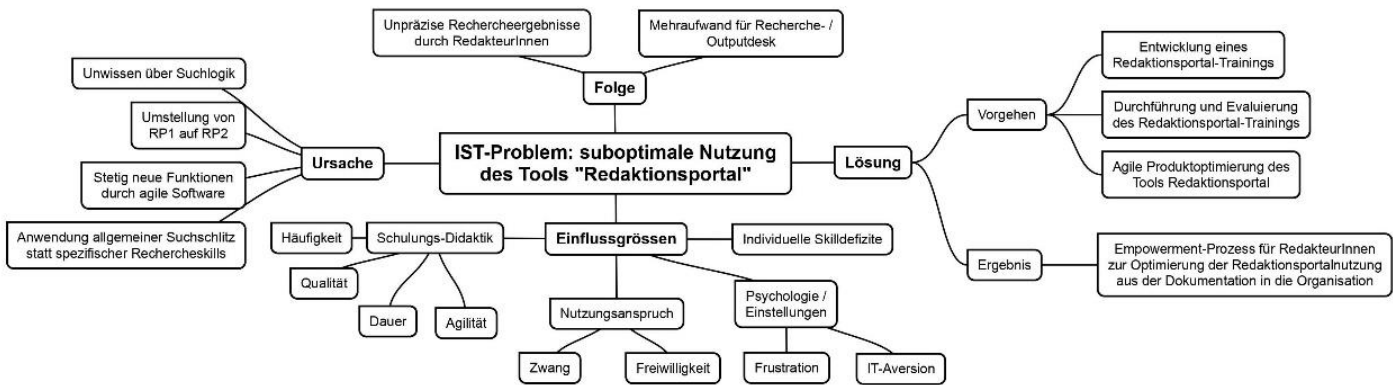 Unpräzise Rechercheergebnisse
durch RedakteurInnen
Mehraufwand für Recherche- /
Outputdesk
Folge
Unwissen über Suchlogik
Umstellung von
RP1 auf RP2
Stetig neue Funktionen
durch agile Software
Anwendung allgemeiner Suchschlitz
statt spezifischer Rechercheskills
Ursache
IST-Problem: suboptimale Nutzung
des Tools "Redaktionsportal"
Lösung
Vorgehen
Entwicklung eines
Redaktionsportal-Trainings
Durchführung und Evaluierung
des Redaktionsportal-Trainings
Agile Produktoptimierung des
Tools Redaktionsportal
Ergebnis
Empowerment-Prozess für RedakteurInnen
zur Optimierung der Redaktionsportalnutzung
aus der Dokumentation in die Organisation
Einflussgrössen
Schulungs-Didaktik
Häufigkeit
Qualität
Dauer
Agilität
Individuelle Skilldefizite
Nutzungsanspruch
Zwang
Freiwilligkeit
Psychologie /
Einstellungen
Frustration
IT-Aversion